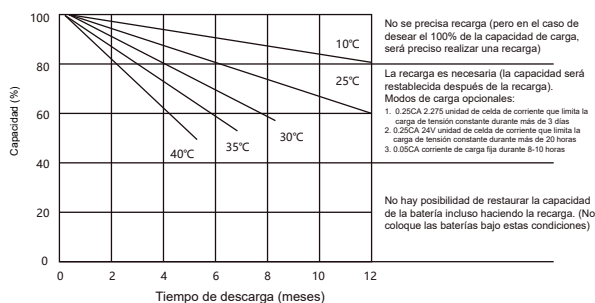 100
80
60
40
20
0
Capacidad (%)
10℃
25℃
30℃
35℃
40℃
0 2 4 6 8 10 12
Tiempo de descarga (meses)
No se precisa recarga (pero en el caso de
desear el 100% de la capacidad de carga,
será preciso realizar una recarga)
La recarga es necesaria (la capacidad será
restablecida después de la recarga).
Modos de carga opcionales:
1. 0.25CA 2.275 unidad de celda de corriente que limita la
carga de tensión constante durante más de 3 días
2. 0.25CA 24V unidad de celda de corriente que limita la
carga de tensión constante durante más de 20 horas
3. 0.05CA corriente de carga fija durante 8-10 horas
No hay posibilidad de restaurar la capacidad
de la batería incluso haciendo la recarga. (No
coloque las baterías bajo estas condiciones)